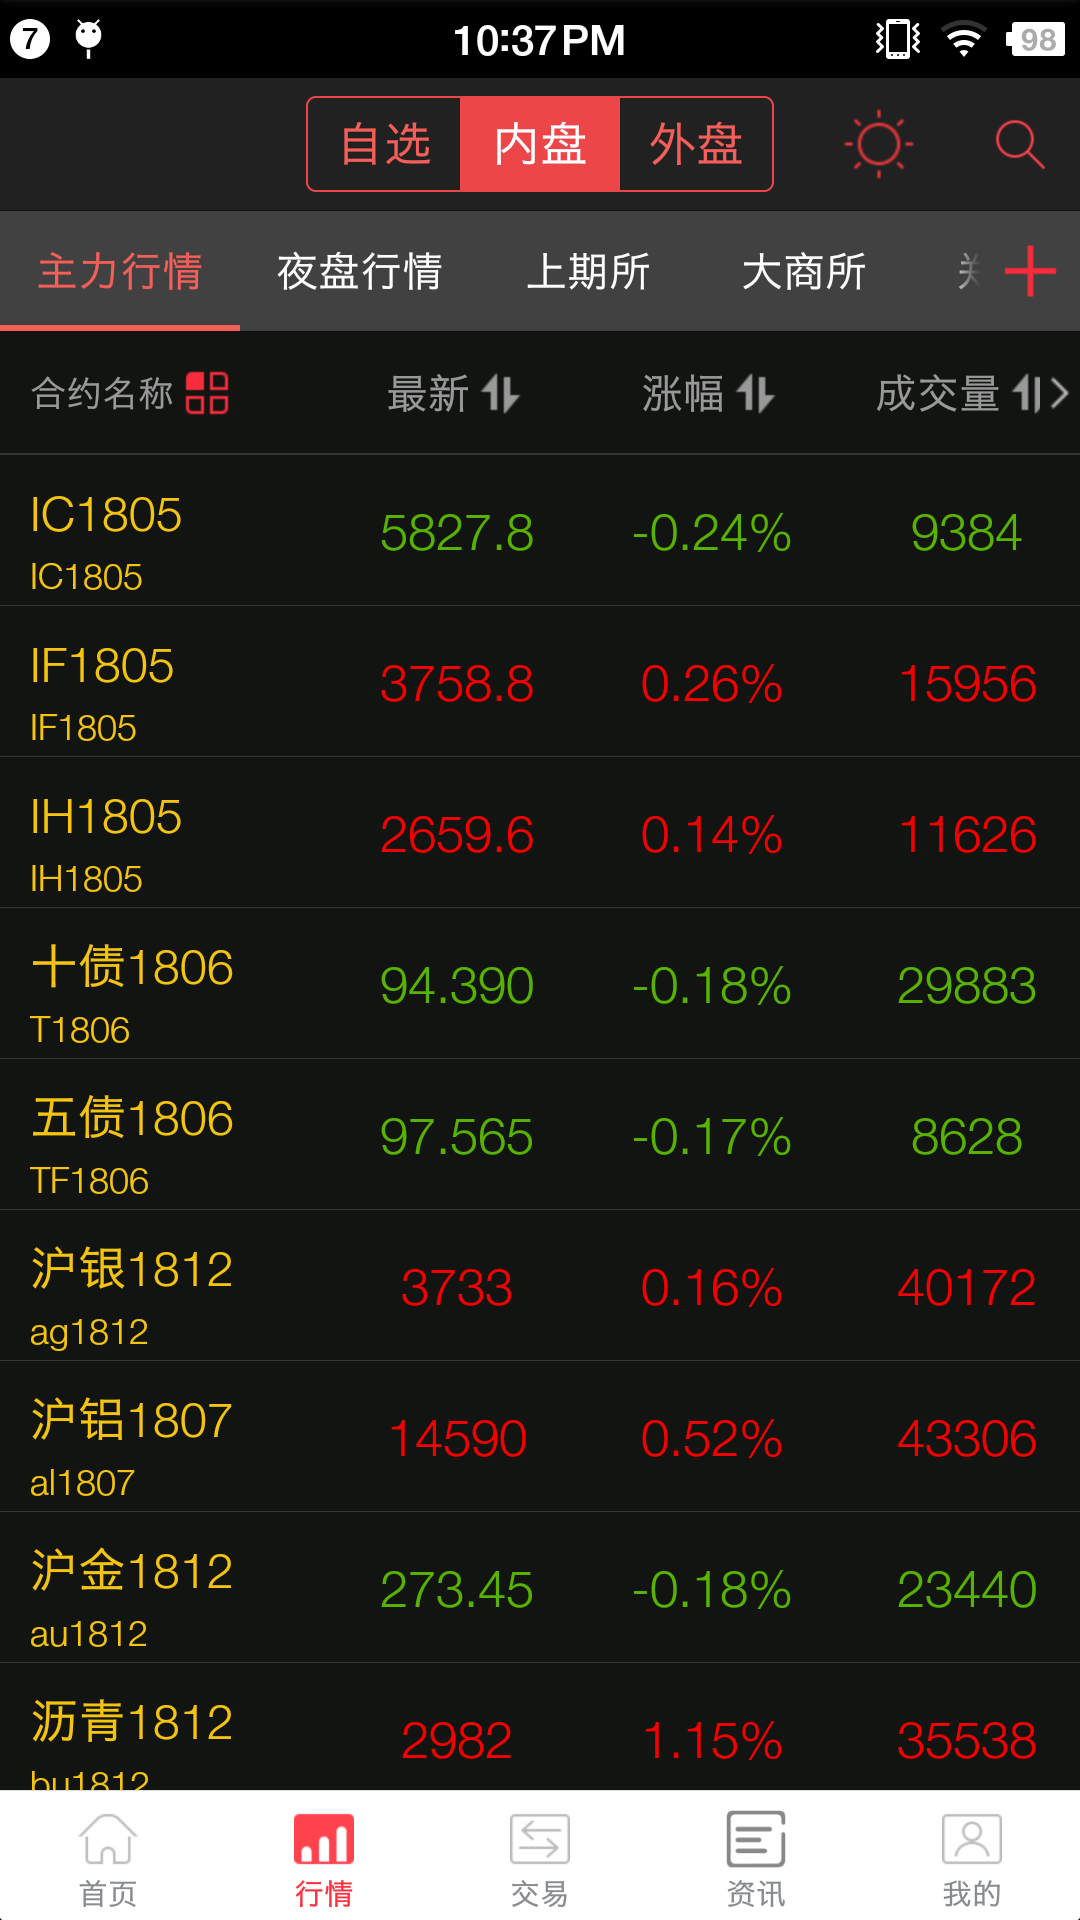 7 10:37PM 98
自选 内盘 外盘
主力行情 夜盘行情 上期所 大商所
合约名称 最新 涨幅 成交量
IC1805 5827.8 -0.24% 9384
IC1805
IF1805 3758.8 0.26% 15956
IF1805
IH1805 2659.6 0.14% 11626
IH1805
十债1806 94.390 -0.18% 29883
T1806
五债1806 97.565 -0.17% 8628
TF1806
沪银1812 3733 0.16% 40172
ag1812
沪铝1807 14590 0.52% 43306
al1807
沪金1812 273.45 -0.18% 23440
au1812
沥青1812 2982 1.15% 35538
bu1812
首页 行情 交易 资讯 我的